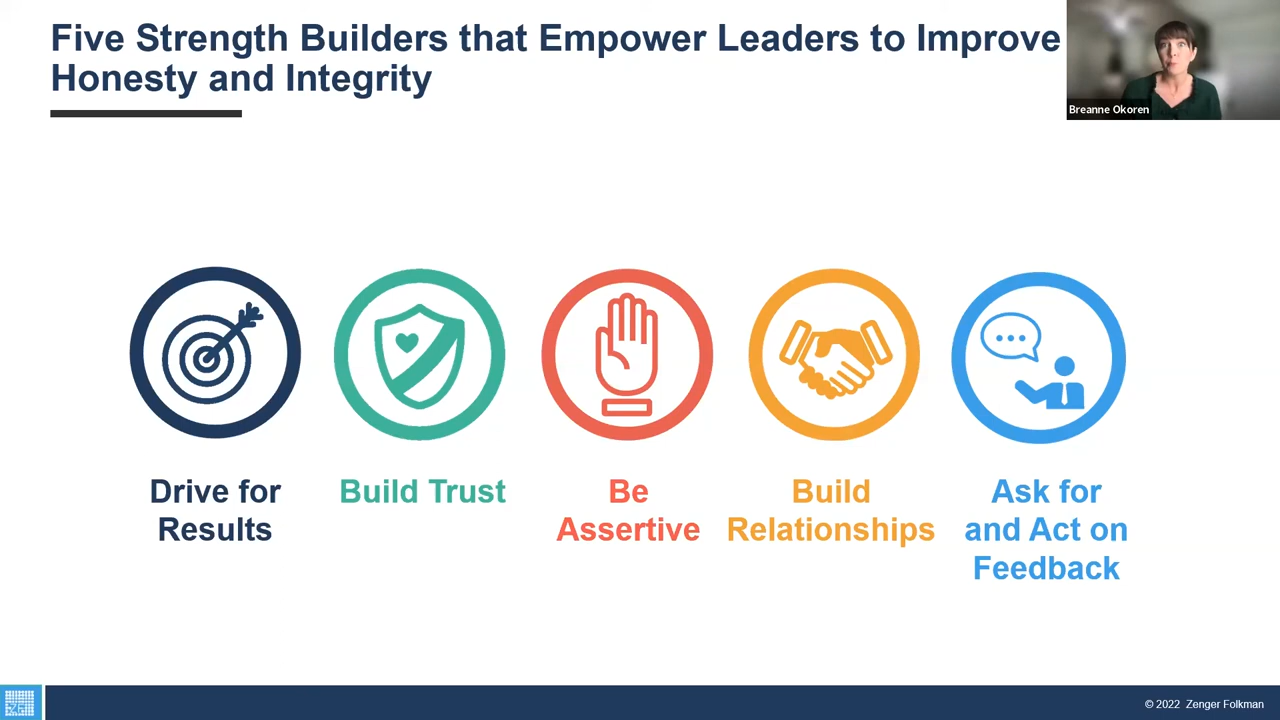 Five Strength Builders that Empower Leaders to Improve
Honesty and Integrity
Breanne Okoren
Drive for
Results
Build Trust
Be
Assertive
Build
Relationships
Ask for
and Act on
Feedback
© 2022 Zenger Folkman